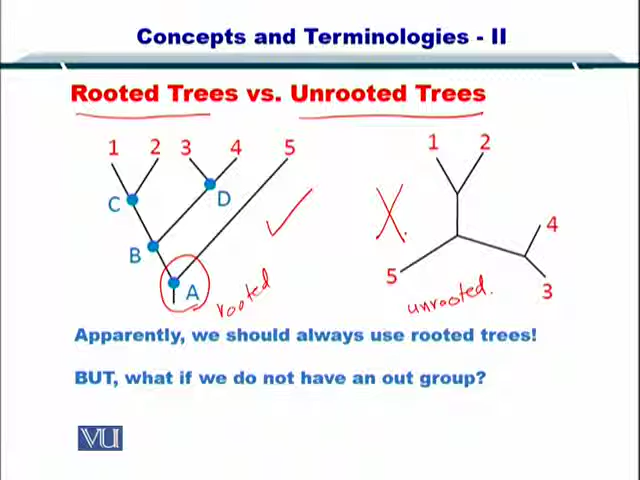 Concepts and Terminologies - II
Rooted Trees vs. Unrooted Trees
1 2 3 4 5
1 2
C D
B
A
4
5
3
rooted
unrooted.
Apparently, we should always use rooted trees!
BUT, what if we do not have an out group?
VU